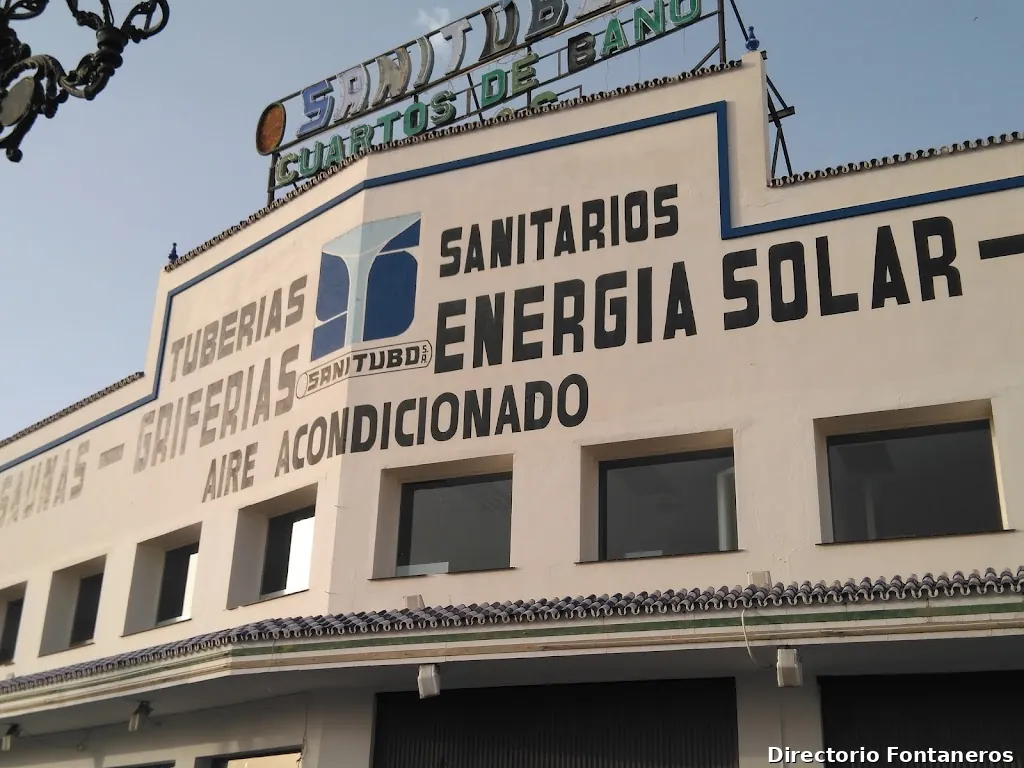 SANITUBO
CUARTOS DE BAÑO
SANITARIOS
TUBERIAS
ENERGIA SOLAR —
SAUNAS — GRIFERIAS
SANITUBO S.A
AIRE ACONDICIONADO
Directorio Fontaneros